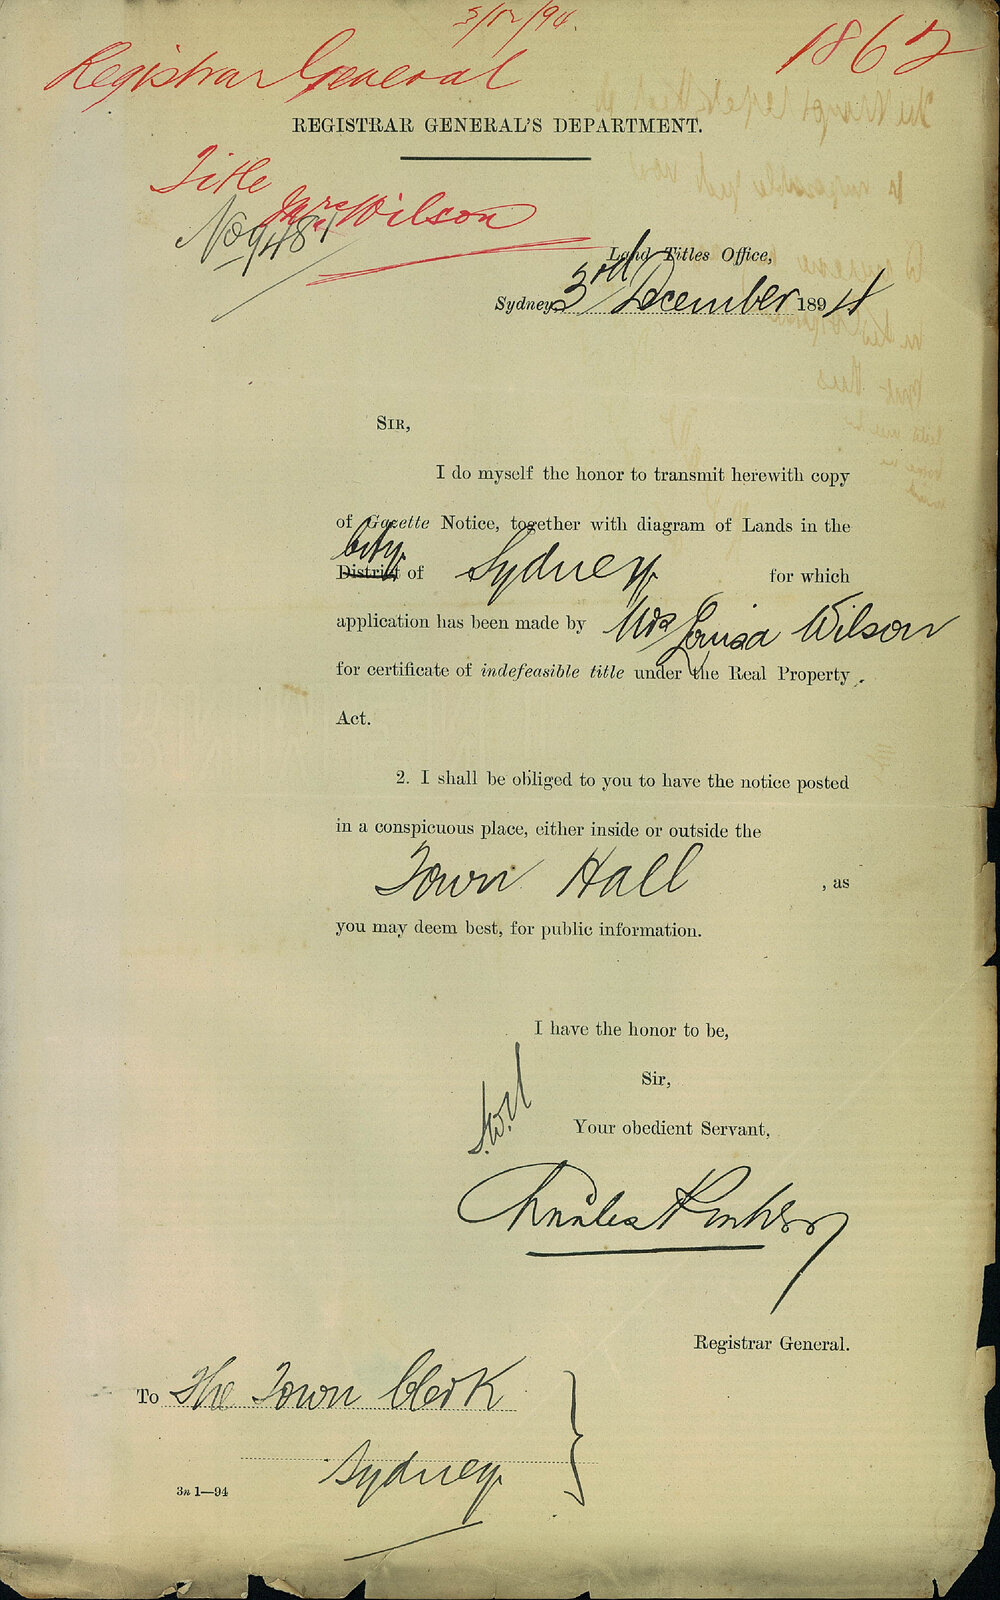 3/12/94.
Registrar General
1862
REGISTRAR GENERAL'S DEPARTMENT.
Title
Mrs Wilson
No 9481
Land Titles Office,
Sydney 3rd December 1894
SIR,
I do myself the honor to transmit herewith copy
of Gazette Notice, together with diagram of Lands in the
City
District of Sydney for which
application has been made by Mrs Louisa Wilson
for certificate of indefeasible title under the Real Property
Act.
2. I shall be obliged to you to have the notice posted
in a conspicuous place, either inside or outside the
Town Hall , as
you may deem best, for public information.
I have the honor to be,
Sir,
Your obedient Servant,
Charles
Registrar General.
To The Town Clerk
Sydney
3n 1—94